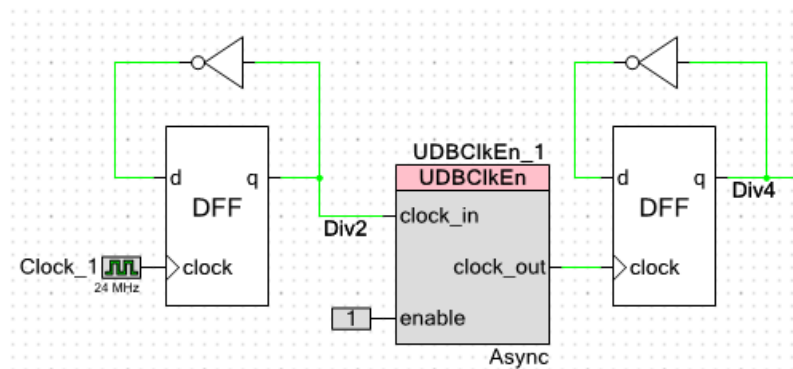 UDBClkEn_1
UDBClkEn
d
q
DFF
Clock_1
24 MHz
clock
Div2
clock_in
clock_out
1
enable
Async
d
q
DFF
clock
Div4